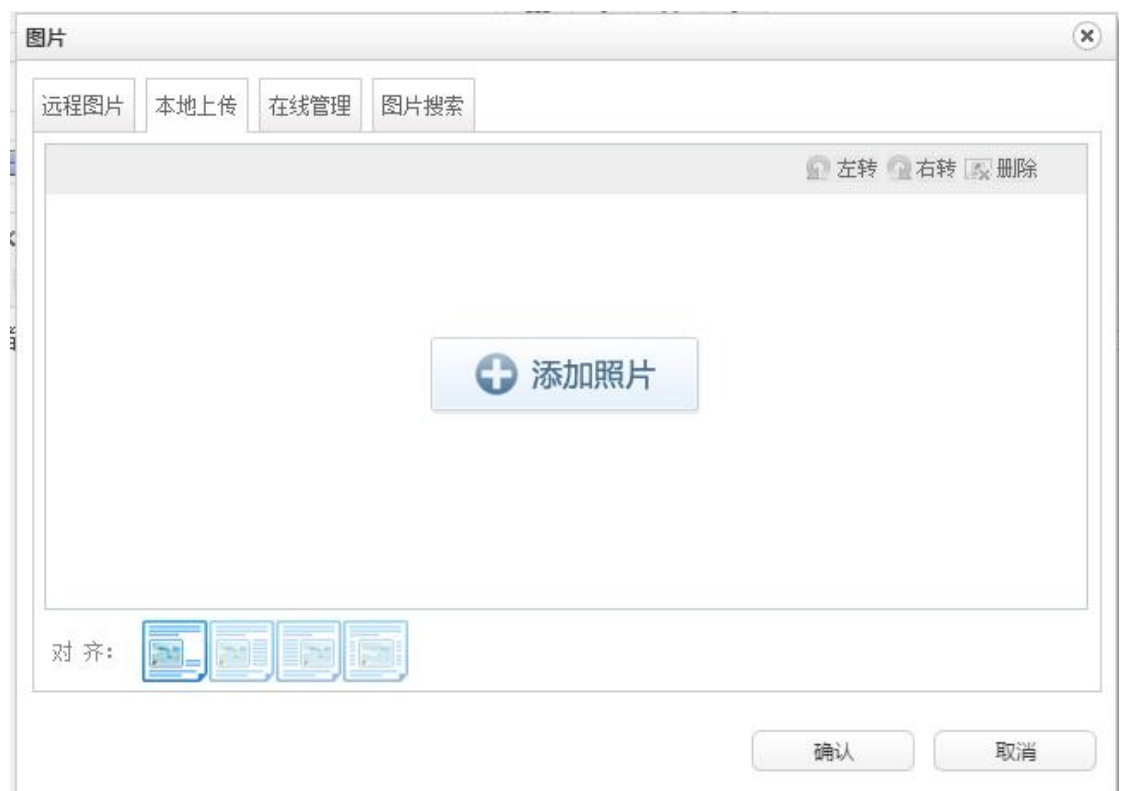 图片
远程图片 本地上传 在线管理 图片搜索
左转 右转 删除
添加照片
对 齐：
确认 取消